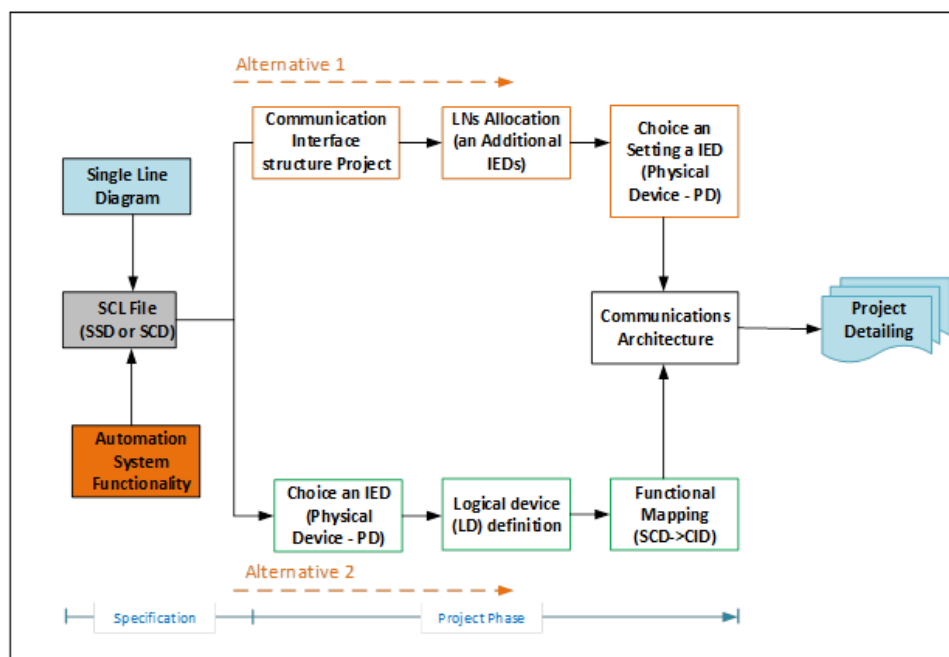 Alternative 1
Communication
Interface
structure Project
LNs Allocation
(an Additional
IEDs)
Choice an
Setting a IED
(Physical
Device - PD)
Single Line
Diagram
SCL File
(SSD or SCD)
Communications
Architecture
Project
Detailing
Automation
System
Functionality
Choice an IED
(Physical
Device - PD)
Logical device
(LD) definition
Functional
Mapping
(SCD->CID)
Alternative 2
Specification
Project Phase